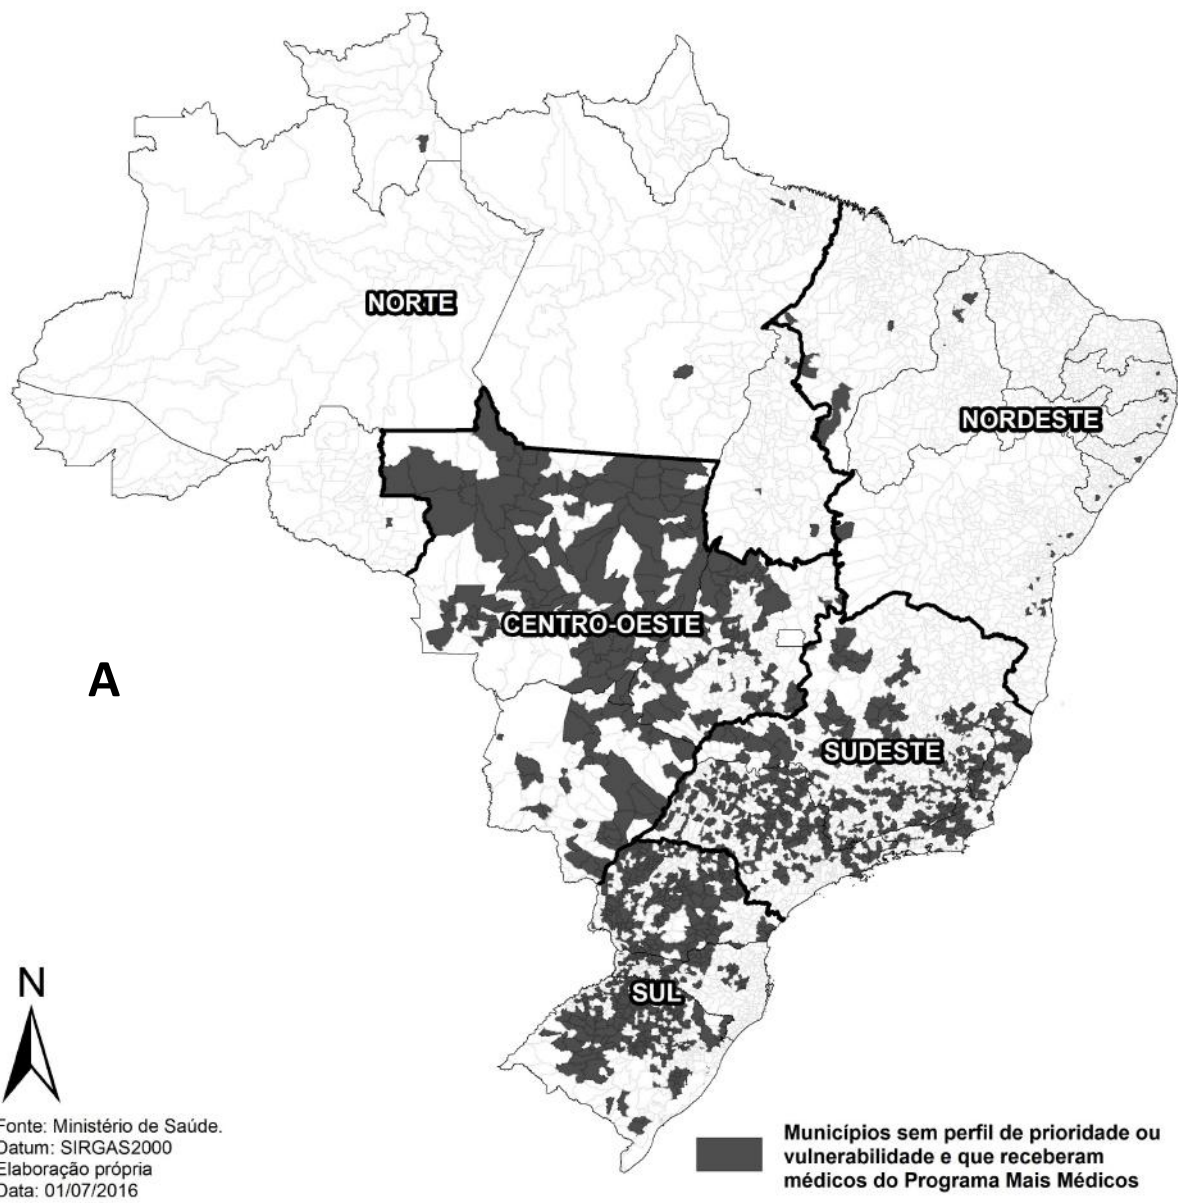 NORTE
NORDESTE
CENTRO-OESTE
A
SUDESTE
N
SUL
Fonte: Ministério de Saúde.
Datum: SIRGAS2000
Elaboração própria
Data: 01/07/2016
Municípios sem perfil de prioridade ou
vulnerabilidade e que receberam
médicos do Programa Mais Médicos